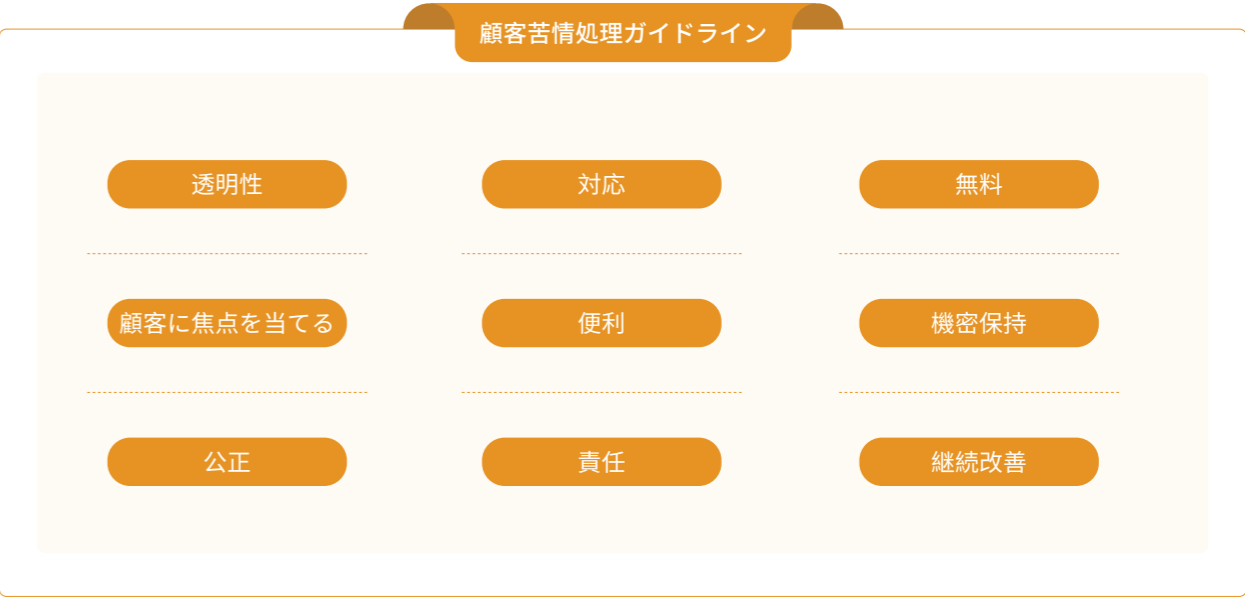 顧客苦情処理ガイドライン
透明性
対応
無料
顧客に焦点を当てる
便利
機密保持
公正
責任
継続改善